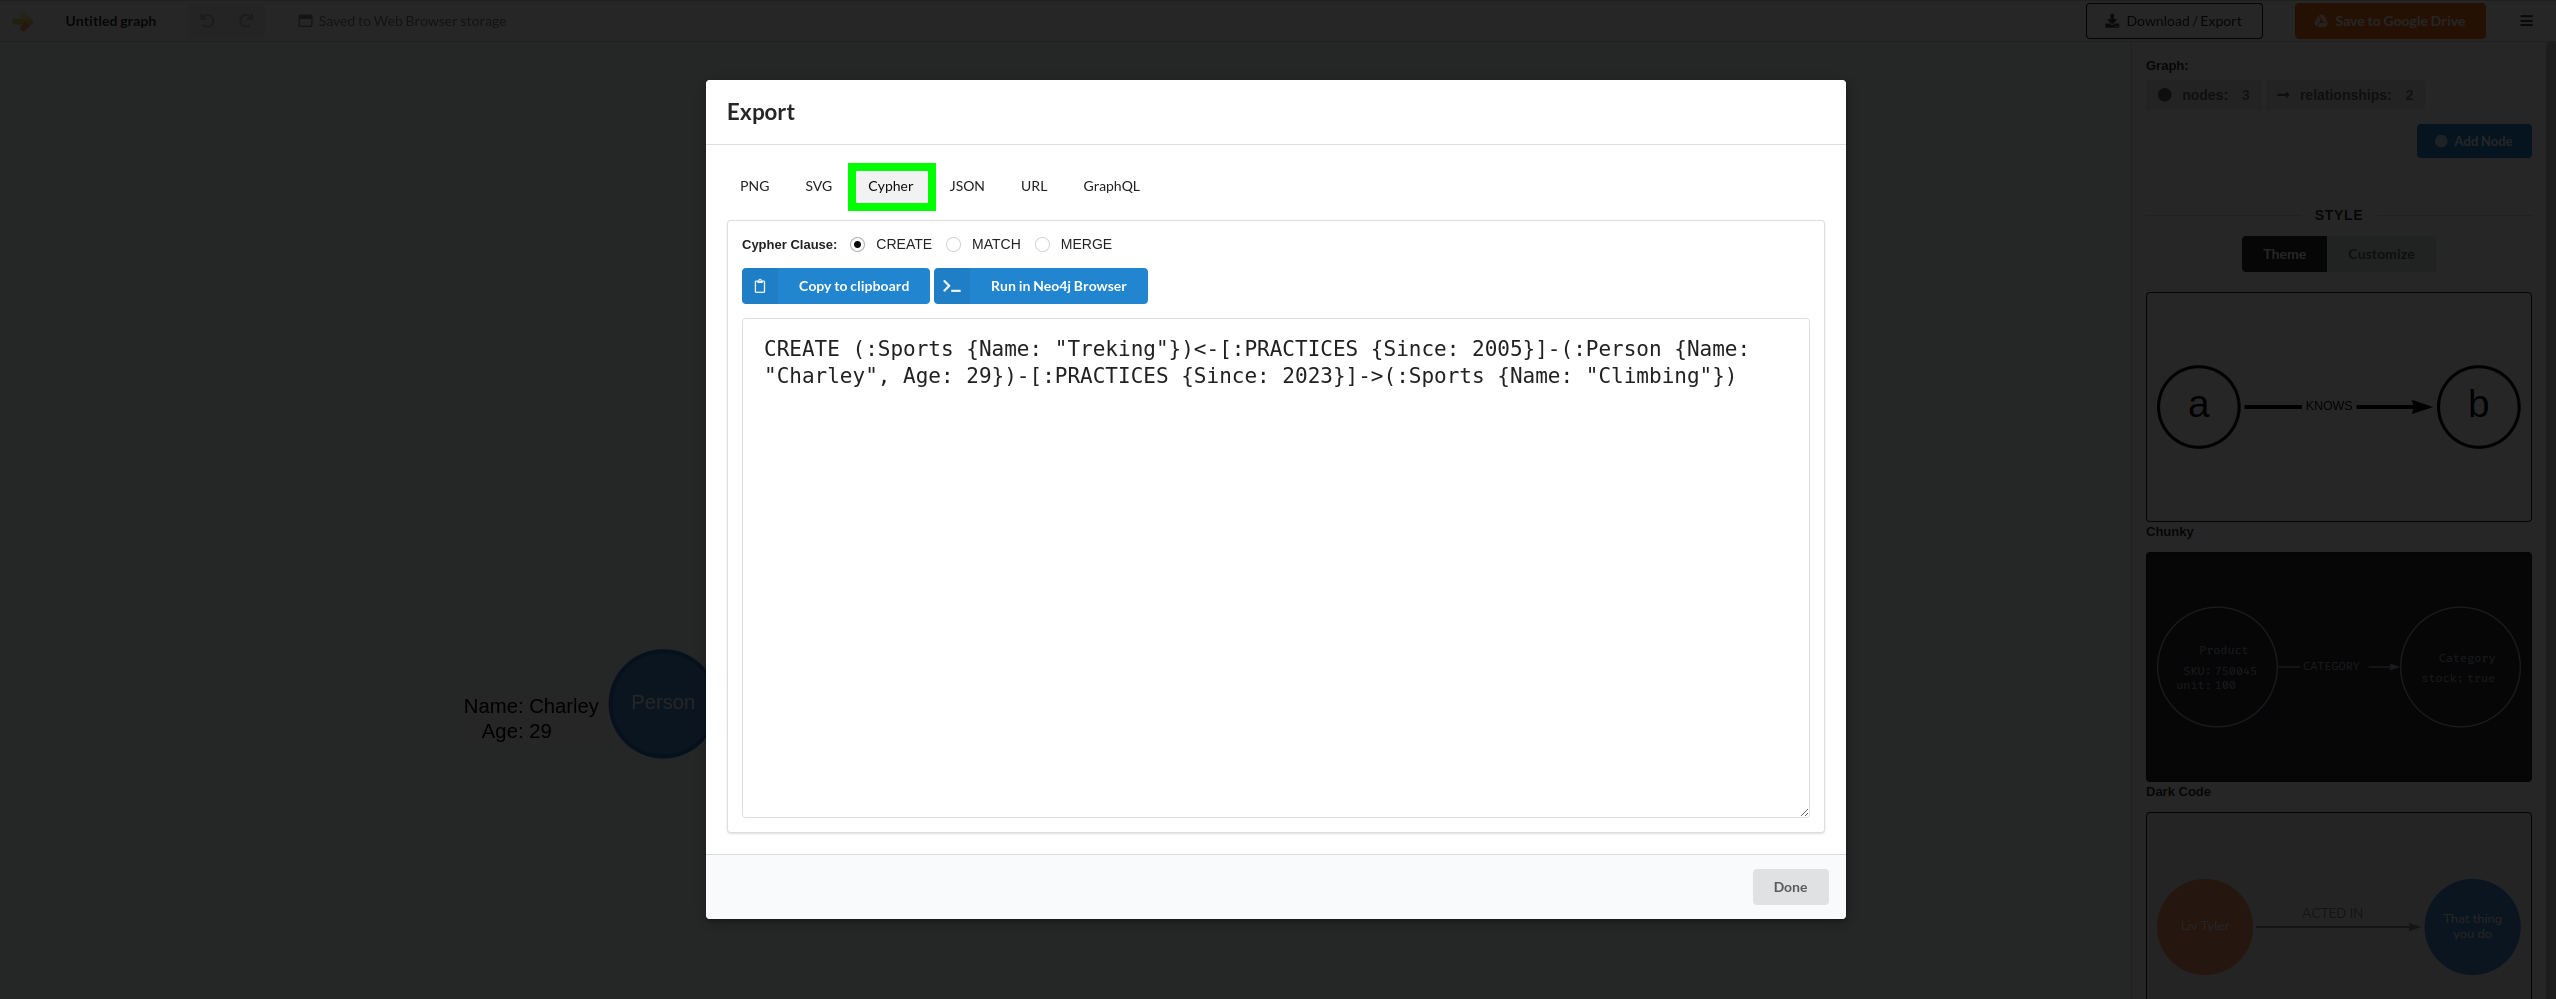 Untitled graph
Saved to Web Browser storage
Download / Export
Save to Google Drive
Graph:
nodes: 3
relationships: 2
Add Node
STYLE
Theme
Customize
a
KNOWS
b
Chunky
Product
SKU: 750045
unit: 100
CATEGORY
Category
stock: true
Dark Code
Liv Tyler
ACTED IN
That thing
you do
Name: Charley
Age: 29
Person
Export
PNG
SVG
Cypher
JSON
URL
GraphQL
Cypher Clause:
CREATE
MATCH
MERGE
Copy to clipboard
Run in Neo4j Browser
CREATE (:Sports {Name: "Treking"})<-[:PRACTICES {Since: 2005}]-(:Person {Name:
"Charley", Age: 29})-[:PRACTICES {Since: 2023}]->(:Sports {Name: "Climbing"})
Done